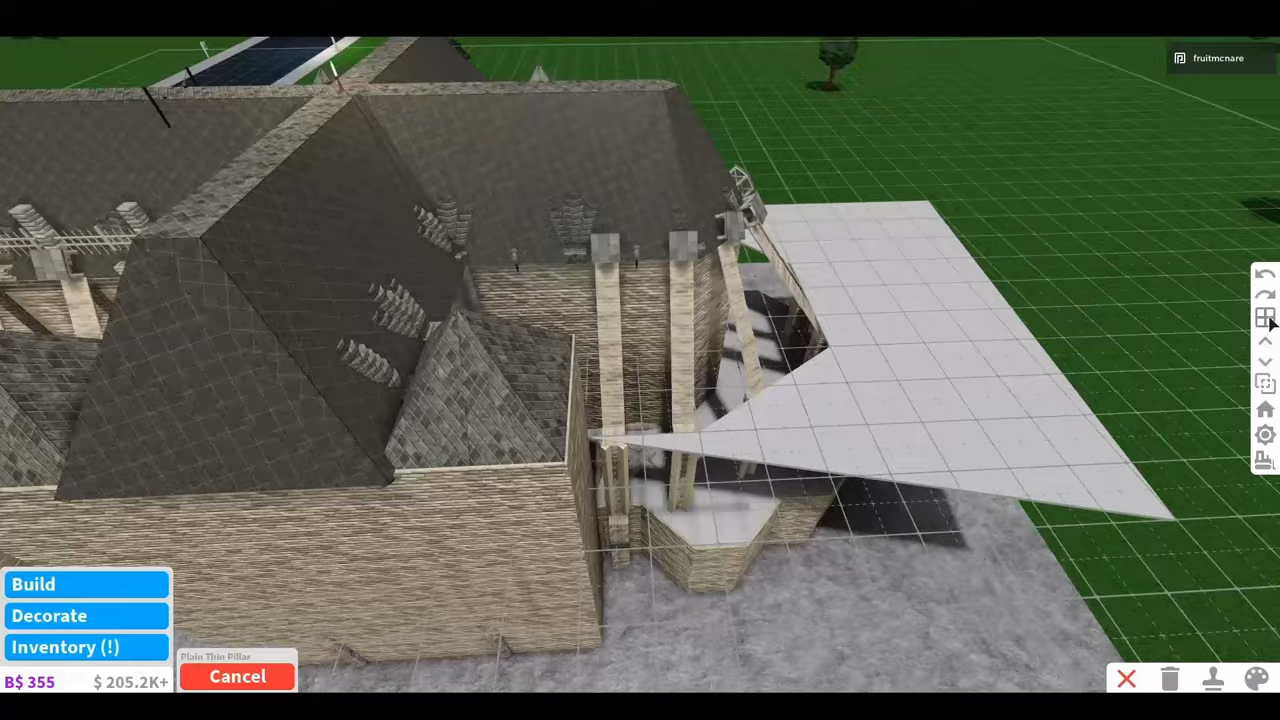 fruitmcnare
Build
Decorate
Inventory (!)
Plain Thin Pillar
B$ 355
$ 205.2K+
Cancel